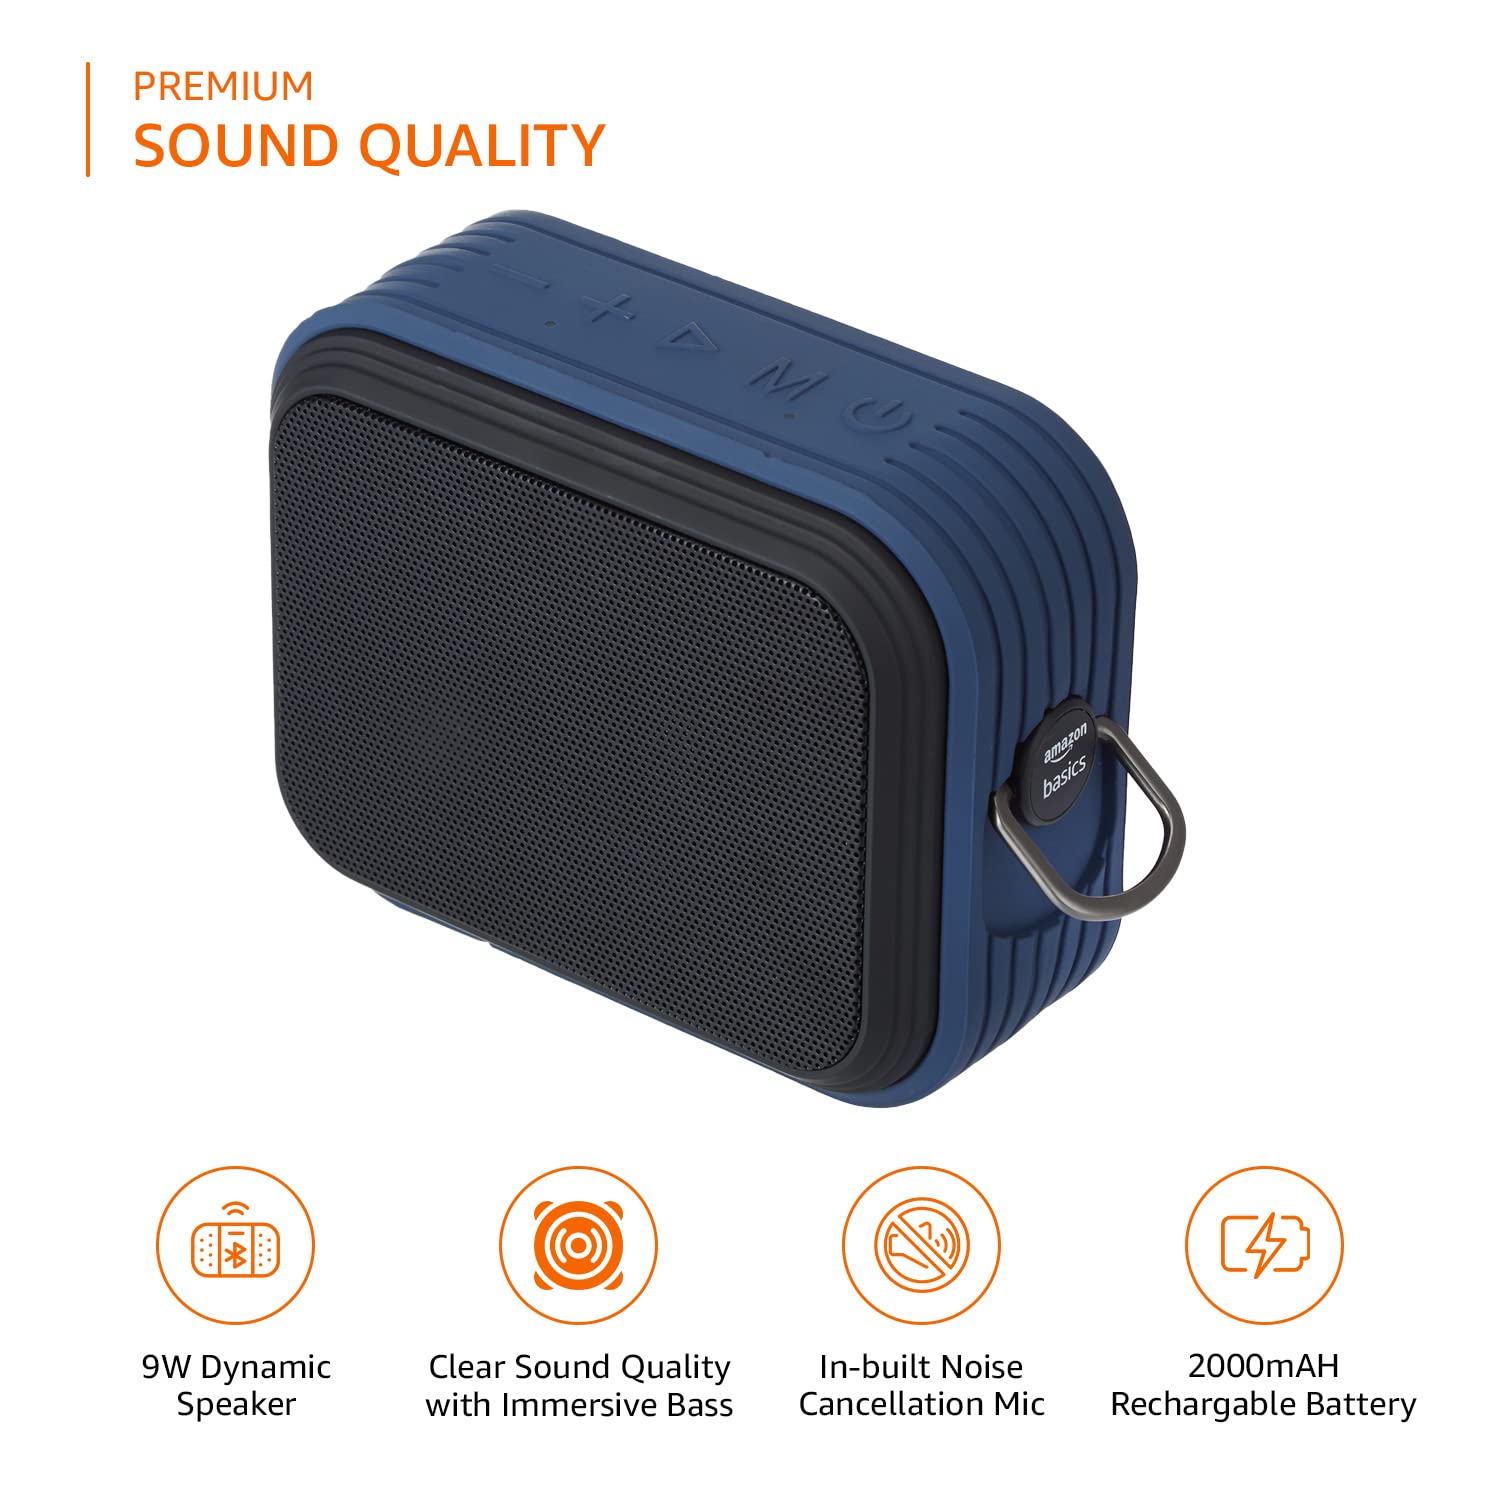 PREMIUM
SOUND QUALITY
M
amazon
basics
9W Dynamic
Speaker
Clear Sound Quality
with Immersive Bass
In-built Noise
Cancellation Mic
2000mAH
Rechargable Battery